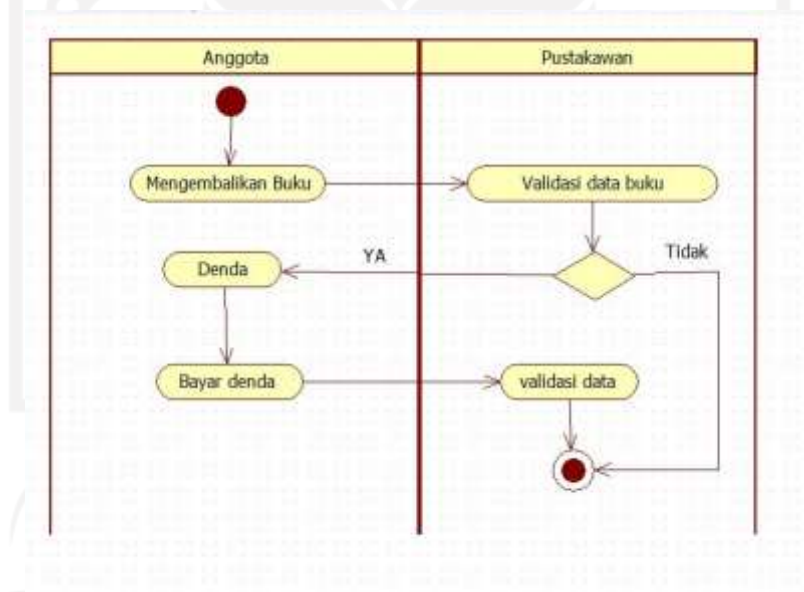 Anggota
Pustakawan
Mengembalikan Buku
Validasi data buku
YA
Tidak
Denda
Bayar denda
validasi data